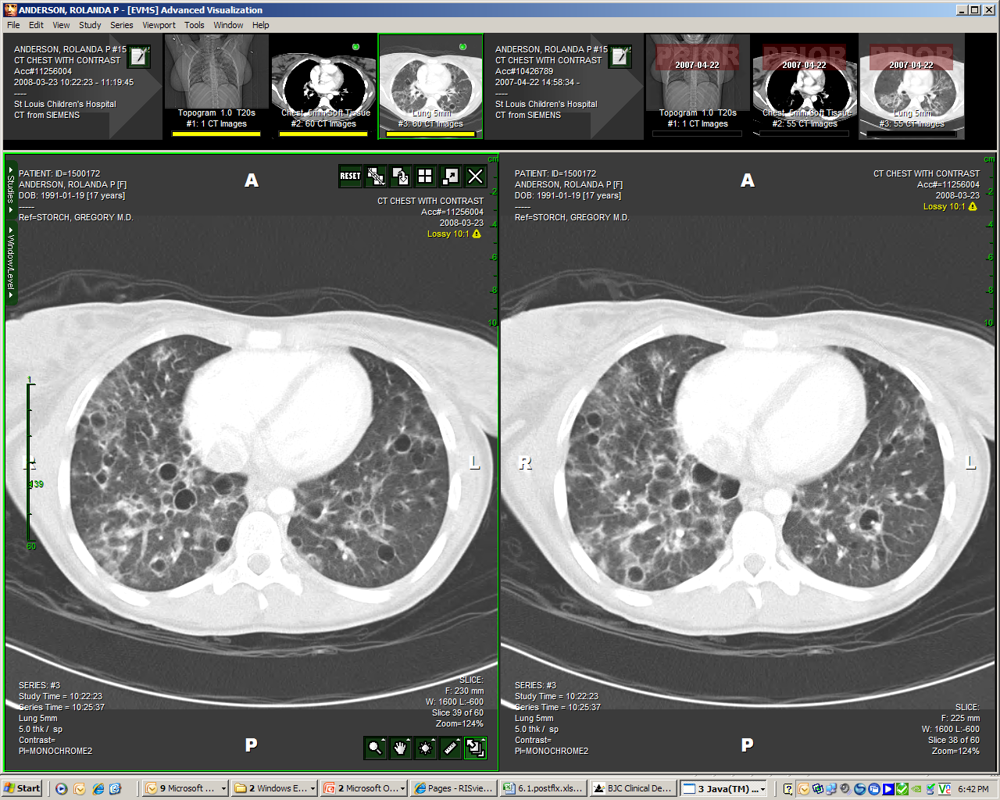 ANDERSON, ROLANDA P - [EVMS] Advanced Visualization
File Edit View Study Series Viewport Tools Window Help
ANDERSON, ROLANDA P #15
CT CHEST WITH CONTRAST
Acc#11256004
2008-03-23 10:22:23 - 11:19:45
----
St Louis Children's Hospital
CT from SIEMENS
Topogram 1.0 T20s
#1: 1 CT Images
Chest 5mm Soft Tissue
#2: 60 CT Images
Lung 5mm
#3: 60 CT Images
ANDERSON, ROLANDA P #15
CT CHEST WITH CONTRAST
Acc#10426789
2007-04-22 14:58:34 -
----
St Louis Children's Hospital
CT from SIEMENS
PRIOR
2007-04-22
Topogram 1.0 T20s
#1: 1 CT Images
PRIOR
2007-04-22
Chest 5mm Soft Tissue
#2: 55 CT Images
PRIOR
2007-04-22
Lung 5mm
#3: 55 CT Images
Studies
Window/Level
PATIENT: ID=1500172
ANDERSON, ROLANDA P [F]
DOB: 1991-01-19 [17 years]
-----
Ref=STORCH, GREGORY M.D.
A
RESET
CT CHEST WITH CONTRAST
Acc#=11256004
2008-03-23
Lossy 10:1
cm
-2
-4
-6
-8
10
1
139
60
R
L
SERIES: #3
Study Time = 10:22:23
Series Time = 10:25:37
Lung 5mm
5.0 thk / sp
Contrast=
PI=MONOCHROME2
P
SLICE:
F: 230 mm
W: 1600 L:-600
Slice 39 of 60
Zoom=124%
PATIENT: ID=1500172
ANDERSON, ROLANDA P [F]
DOB: 1991-01-19 [17 years]
-----
Ref=STORCH, GREGORY M.D.
A
CT CHEST WITH CONTRAST
Acc#=11256004
2008-03-23
Lossy 10:1
cm
-2
-4
-6
-8
10
R
L
SERIES: #3
Study Time = 10:22:23
Series Time = 10:25:37
Lung 5mm
5.0 thk / sp
Contrast=
PI=MONOCHROME2
P
SLICE:
F: 225 mm
W: 1600 L:-600
Slice 38 of 60
Zoom=124%
Start 9 Microsoft ... 2 Windows E... 2 Microsoft O... Pages - RISvie... 6.1.postfix.xls... BJC Clinical De... 3 Java(TM) ... 6:42 PM